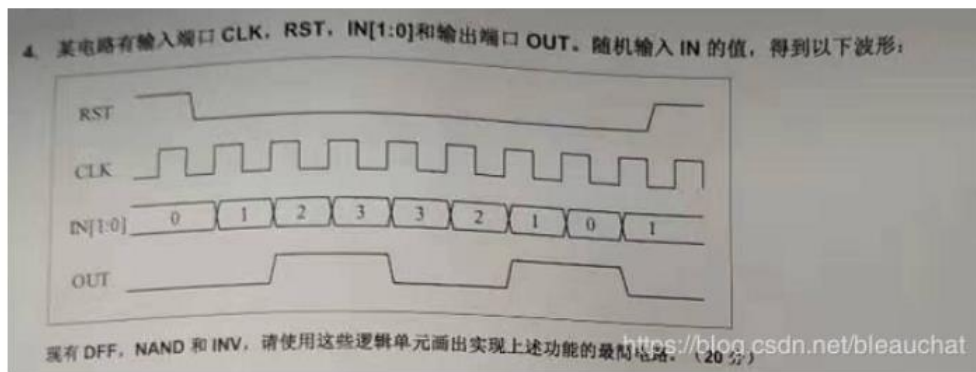 4. 某电路有输入端口 CLK，RST，IN[1:0]和输出端口 OUT。随机输入 IN 的值，得到以下波形：
RST
CLK
IN[1:0] 0 1 2 3 3 2 1 0 1
OUT
现有 DFF，NAND 和 INV，请使用这些逻辑单元画出实现上述功能的最简电路。（20 分）
https://blog.csdn.net/bleauchat